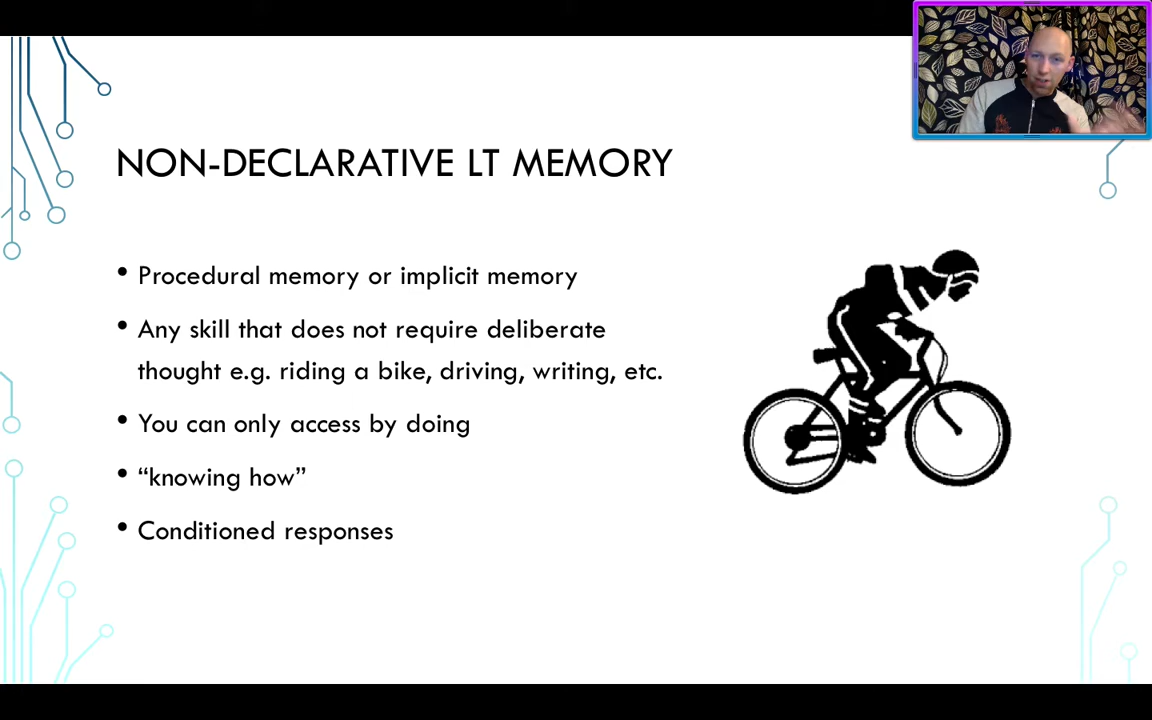 NON-DECLARATIVE LT MEMORY
• Procedural memory or implicit memory
• Any skill that does not require deliberate
thought e.g. riding a bike, driving, writing, etc.
• You can only access by doing
• “knowing how”
• Conditioned responses